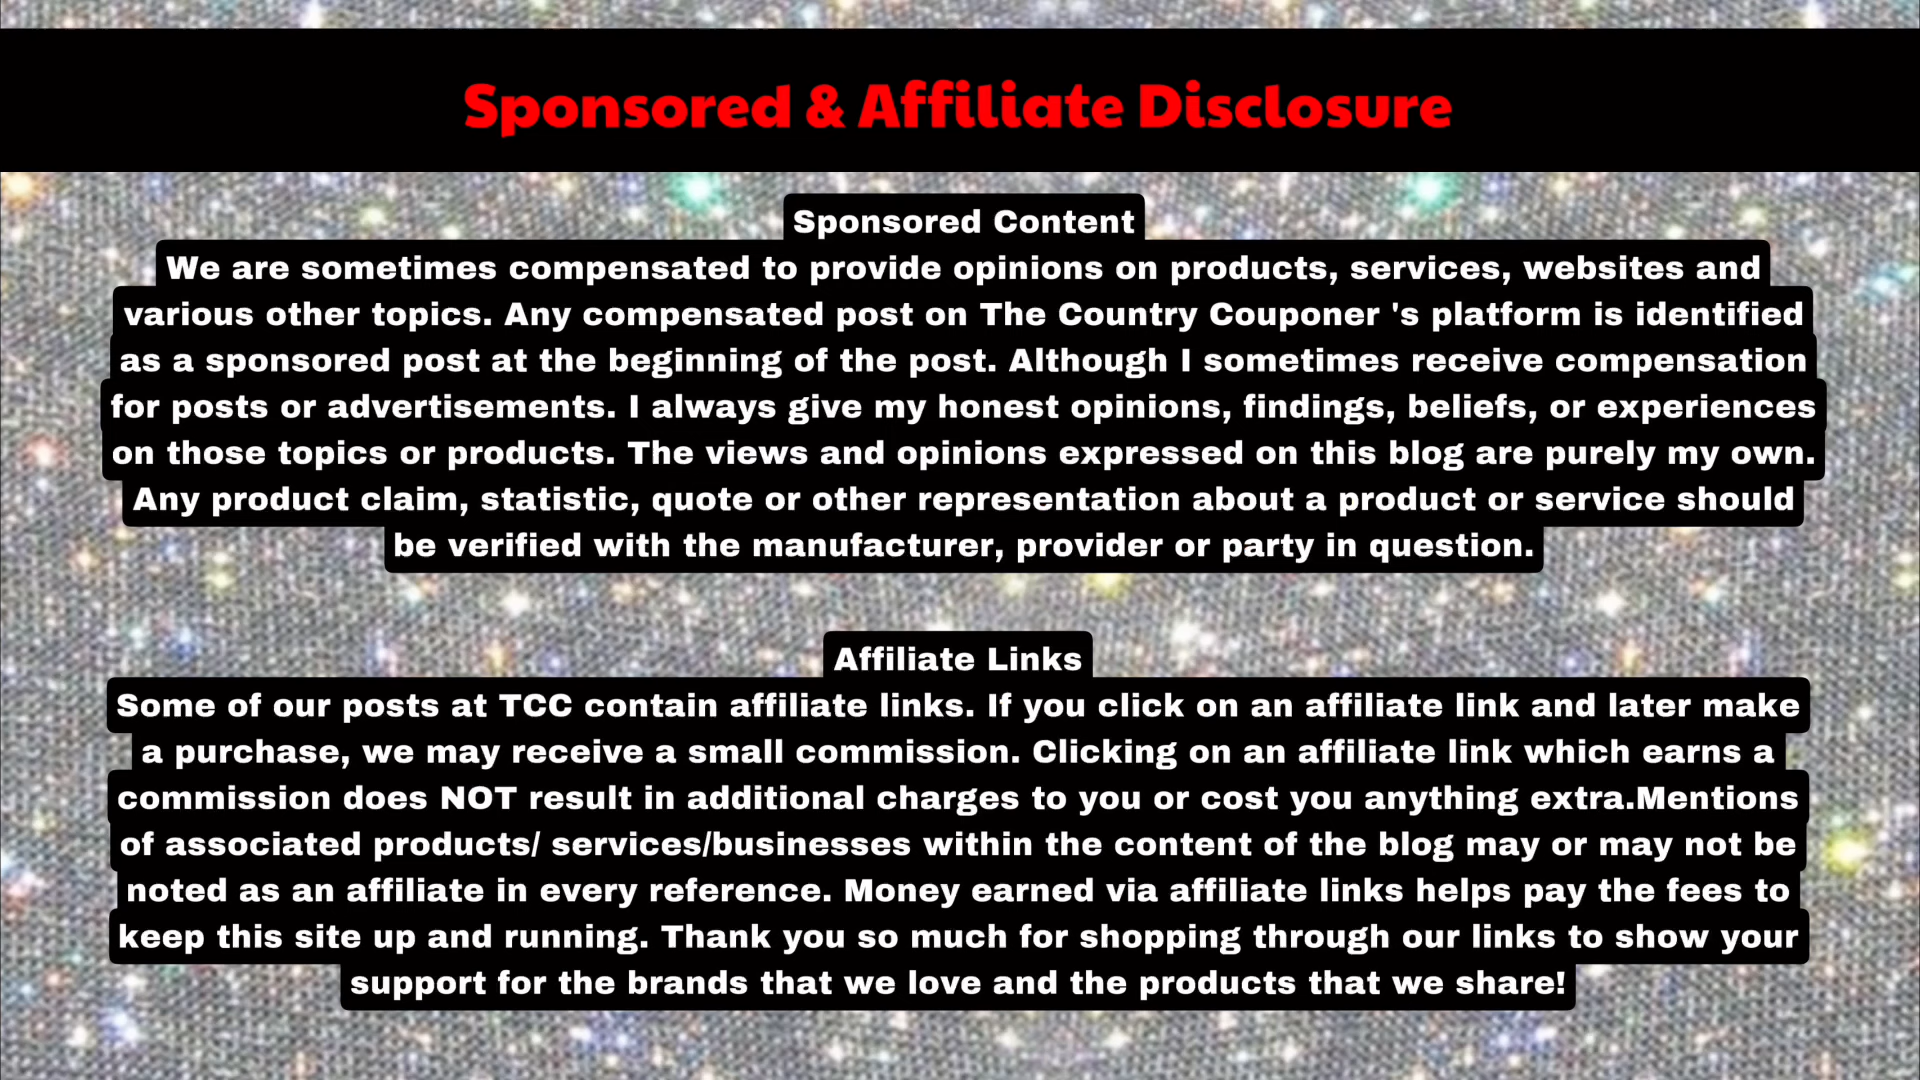 Sponsored & Affiliate Disclosure
Sponsored Content
We are sometimes compensated to provide opinions on products, services, websites and
various other topics. Any compensated post on The Country Couponer 's platform is identified
as a sponsored post at the beginning of the post. Although I sometimes receive compensation
for posts or advertisements. I always give my honest opinions, findings, beliefs, or experiences
on those topics or products. The views and opinions expressed on this blog are purely my own.
Any product claim, statistic, quote or other representation about a product or service should
be verified with the manufacturer, provider or party in question.
Affiliate Links
Some of our posts at TCC contain affiliate links. If you click on an affiliate link and later make
a purchase, we may receive a small commission. Clicking on an affiliate link which earns a
commission does NOT result in additional charges to you or cost you anything extra.Mentions
of associated products/ services/businesses within the content of the blog may or may not be
noted as an affiliate in every reference. Money earned via affiliate links helps pay the fees to
keep this site up and running. Thank you so much for shopping through our links to show your
support for the brands that we love and the products that we share!